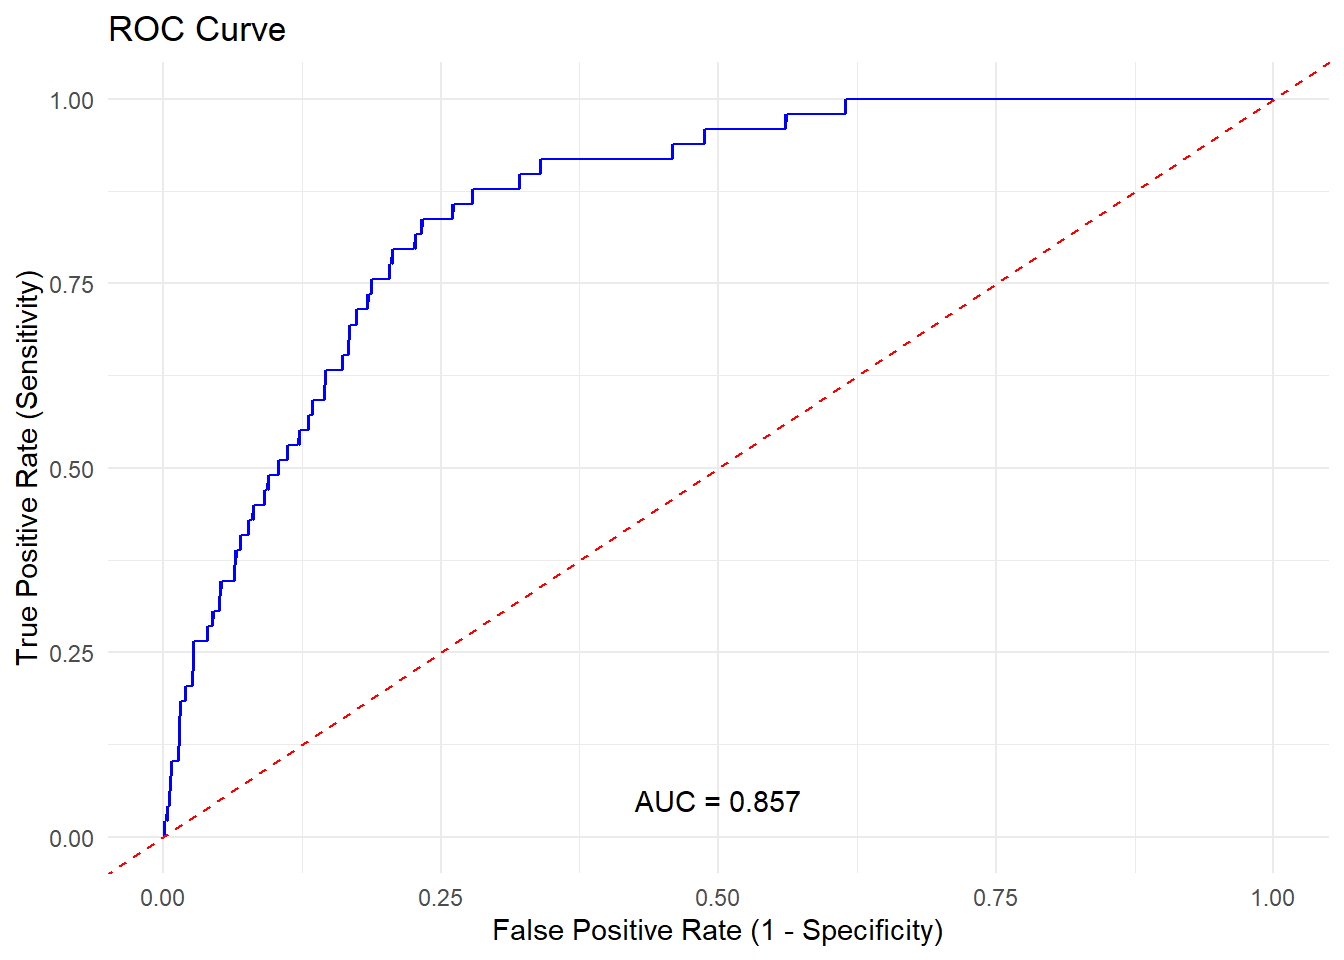 ROC Curve
True Positive Rate (Sensitivity)
1.00
0.75
0.50
0.25
0.00
AUC = 0.857
0.00 0.25 0.50 0.75 1.00
False Positive Rate (1 - Specificity)